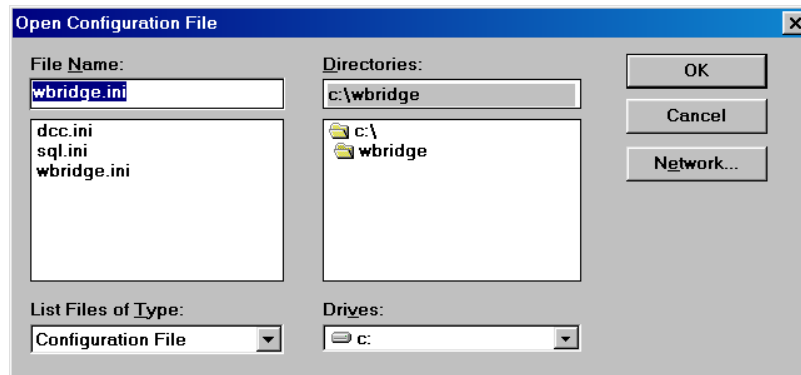 Open Configuration File
File Name:
wbridge.ini
dcc.ini
sql.ini
wbridge.ini
List Files of Type:
Configuration File
Directories:
c:\wbridge
c:\
wbridge
Drives:
c:
OK
Cancel
Network...